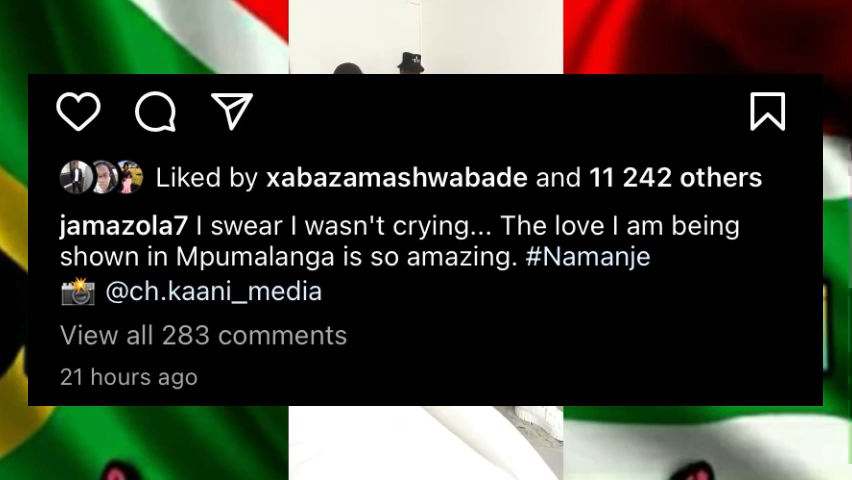 Liked by xabazamashwabade and 11 242 others
jamazola7 I swear I wasn't crying... The love I am being
shown in Mpumalanga is so amazing. #Namanje
📸 @ch.kaani_media
View all 283 comments
21 hours ago